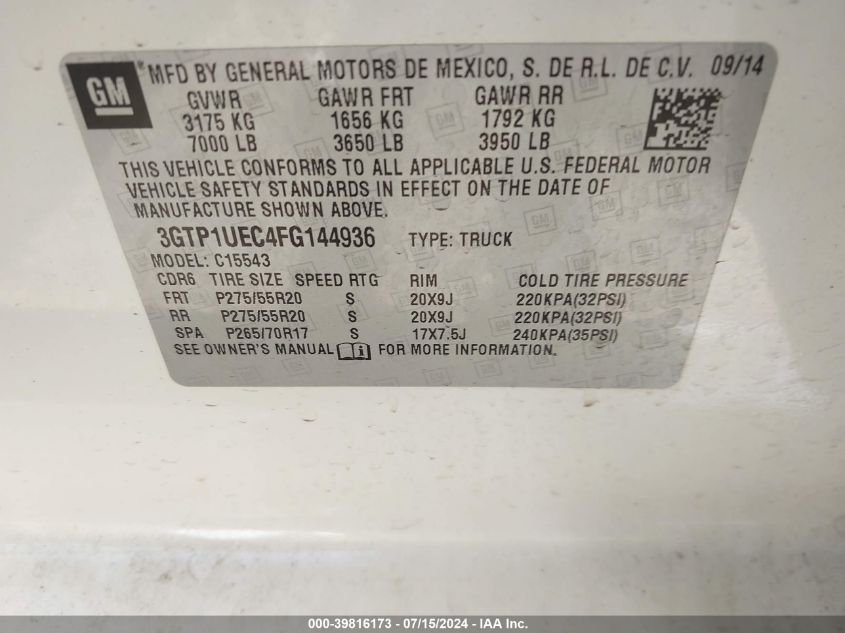 GM ® MFD BY GENERAL MOTORS DE MEXICO, S. DE R.L. DE C.V. 09/14
GVWR GAWR FRT GAWR RR
3175 KG 1656 KG 1792 KG
7000 LB 3650 LB 3950 LB
THIS VEHICLE CONFORMS TO ALL APPLICABLE U.S. FEDERAL MOTOR
VEHICLE SAFETY STANDARDS IN EFFECT ON THE DATE OF
MANUFACTURE SHOWN ABOVE.
3GTP1UEC4FG144936 TYPE: TRUCK
MODEL: C15543
CDR6 TIRE SIZE SPEED RTG RIM COLD TIRE PRESSURE
FRT P275/55R20 S 20X9J 220KPA(32PSI)
RR P275/55R20 S 20X9J 220KPA(32PSI)
SPA P265/70R17 S 17X7.5J 240KPA(35PSI)
SEE OWNER'S MANUAL i FOR MORE INFORMATION.
000-39816173 - 07/15/2024 - IAA Inc.